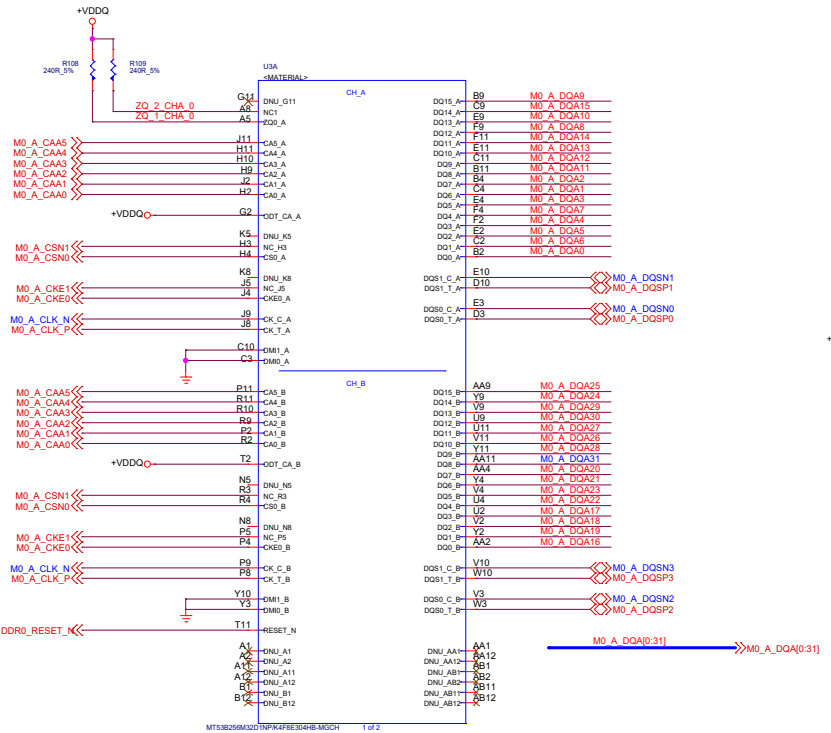 +VDDQ
R108
240R_5%
R109
240R_5%
U3A
<MATERIAL>
CH_A
G11 DNU_G11
ZQ_2_CHA_0 A8 NC1
ZQ_1_CHA_0 A5 ZQ0_A
M0_A_CAA5 J11 CA5_A
M0_A_CAA4 H11 CA4_A
M0_A_CAA3 H10 CA3_A
M0_A_CAA2 H9 CA2_A
M0_A_CAA1 J2 CA1_A
M0_A_CAA0 H2 CA0_A
+VDDQ G2 ODT_CA_A
K5 DNU_K5
M0_A_CSN1 H3 NC_H3
M0_A_CSN0 H4 CS0_A
K8 DNU_K8
M0_A_CKE1 J5 NC_J5
M0_A_CKE0 J4 CKE0_A
M0_A_CLK_N J9 CK_C_A
M0_A_CLK_P J8 CK_T_A
C10 DMI1_A
C3 DMI0_A
DQ15_A B9 M0_A_DQA9
DQ14_A C9 M0_A_DQA15
DQ13_A E9 M0_A_DQA10
DQ12_A F9 M0_A_DQA8
DQ11_A F11 M0_A_DQA14
DQ10_A E11 M0_A_DQA13
DQ9_A C11 M0_A_DQA12
DQ8_A B11 M0_A_DQA11
DQ7_A B4 M0_A_DQA2
DQ6_A C4 M0_A_DQA1
DQ5_A E4 M0_A_DQA3
DQ4_A F4 M0_A_DQA7
DQ3_A F2 M0_A_DQA4
DQ2_A E2 M0_A_DQA5
DQ1_A C2 M0_A_DQA6
DQ0_A B2 M0_A_DQA0
DQS1_C_A E10 M0_A_DQSN1
DQS1_T_A D10 M0_A_DQSP1
DQS0_C_A E3 M0_A_DQSN0
DQS0_T_A D3 M0_A_DQSP0
CH_B
M0_A_CAA5 P11 CA5_B
M0_A_CAA4 R11 CA4_B
M0_A_CAA3 R10 CA3_B
M0_A_CAA2 R9 CA2_B
M0_A_CAA1 P2 CA1_B
M0_A_CAA0 R2 CA0_B
+VDDQ T2 ODT_CA_B
N5 DNU_N5
M0_A_CSN1 R3 NC_R3
M0_A_CSN0 R4 CS0_B
N8 DNU_N8
M0_A_CKE1 P5 NC_P5
M0_A_CKE0 P4 CKE0_B
M0_A_CLK_N P9 CK_C_B
M0_A_CLK_P P8 CK_T_B
Y10 DMI1_B
Y3 DMI0_B
DDR0_RESET_N T11 RESET_N
A1 DNU_A1
A2 DNU_A2
A11 DNU_A11
A12 DNU_A12
B1 DNU_B1
B12 DNU_B12
DQ15_B AA9 M0_A_DQA25
DQ14_B Y9 M0_A_DQA24
DQ13_B V9 M0_A_DQA29
DQ12_B U9 M0_A_DQA30
DQ11_B U11 M0_A_DQA27
DQ10_B V11 M0_A_DQA26
DQ9_B Y11 M0_A_DQA28
DQ8_B AA11 M0_A_DQA31
DQ7_B AA4 M0_A_DQA20
DQ6_B Y4 M0_A_DQA21
DQ5_B V4 M0_A_DQA23
DQ4_B U4 M0_A_DQA22
DQ3_B U2 M0_A_DQA17
DQ2_B V2 M0_A_DQA18
DQ1_B Y2 M0_A_DQA19
DQ0_B AA2 M0_A_DQA16
DQS1_C_B V10 M0_A_DQSN3
DQS1_T_B W10 M0_A_DQSP3
DQS0_C_B V3 M0_A_DQSN2
DQS0_T_B W3 M0_A_DQSP2
DNU_AA1 AA1
DNU_AA12 AA12
DNU_AB1 AB1
DNU_AB2 AB2
DNU_AB11 AB11
DNU_AB12 AB12
M0_A_DQA[0:31] M0_A_DQA[0:31]
MT53B256M32D1NP/K4F8E304HB-MGCH 1 of 2